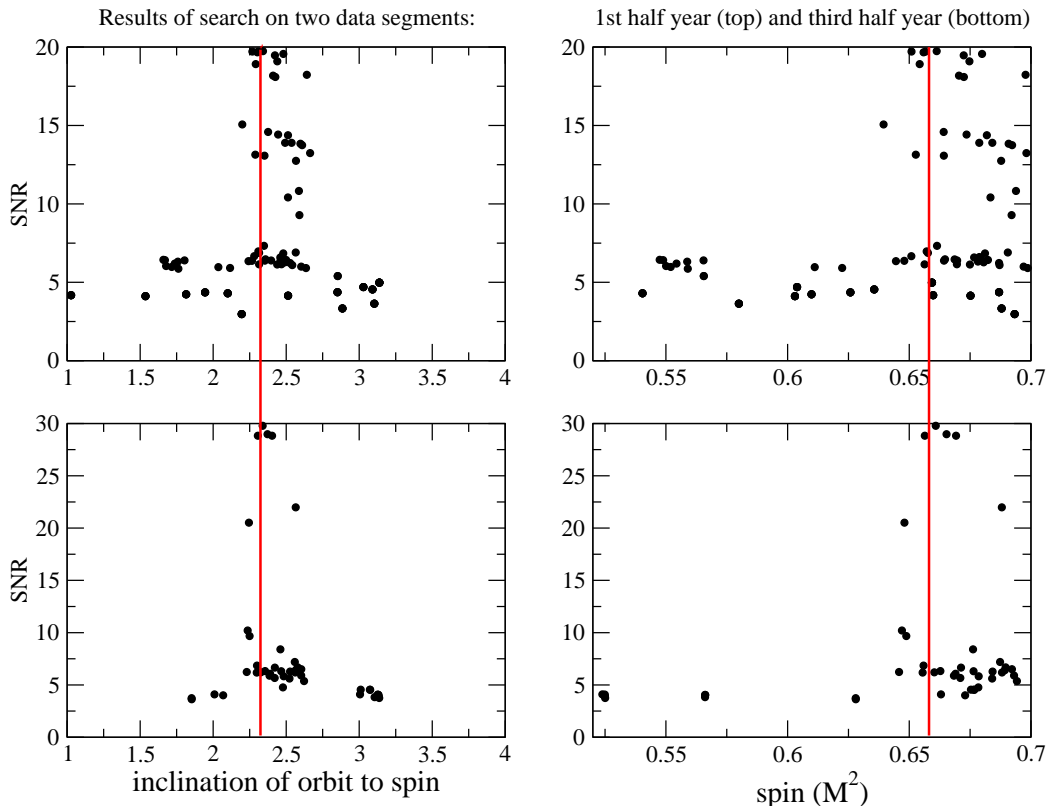 Results of search on two data segments: 1st half year (top) and third half year (bottom)
20
15
10
5
0
SNR
1 1.5 2 2.5 3 3.5 4
0.55 0.6 0.65 0.7
30
25
20
15
10
5
0
SNR
1 1.5 2 2.5 3 3.5 4
0.55 0.6 0.65 0.7
inclination of orbit to spin
spin (M^2)